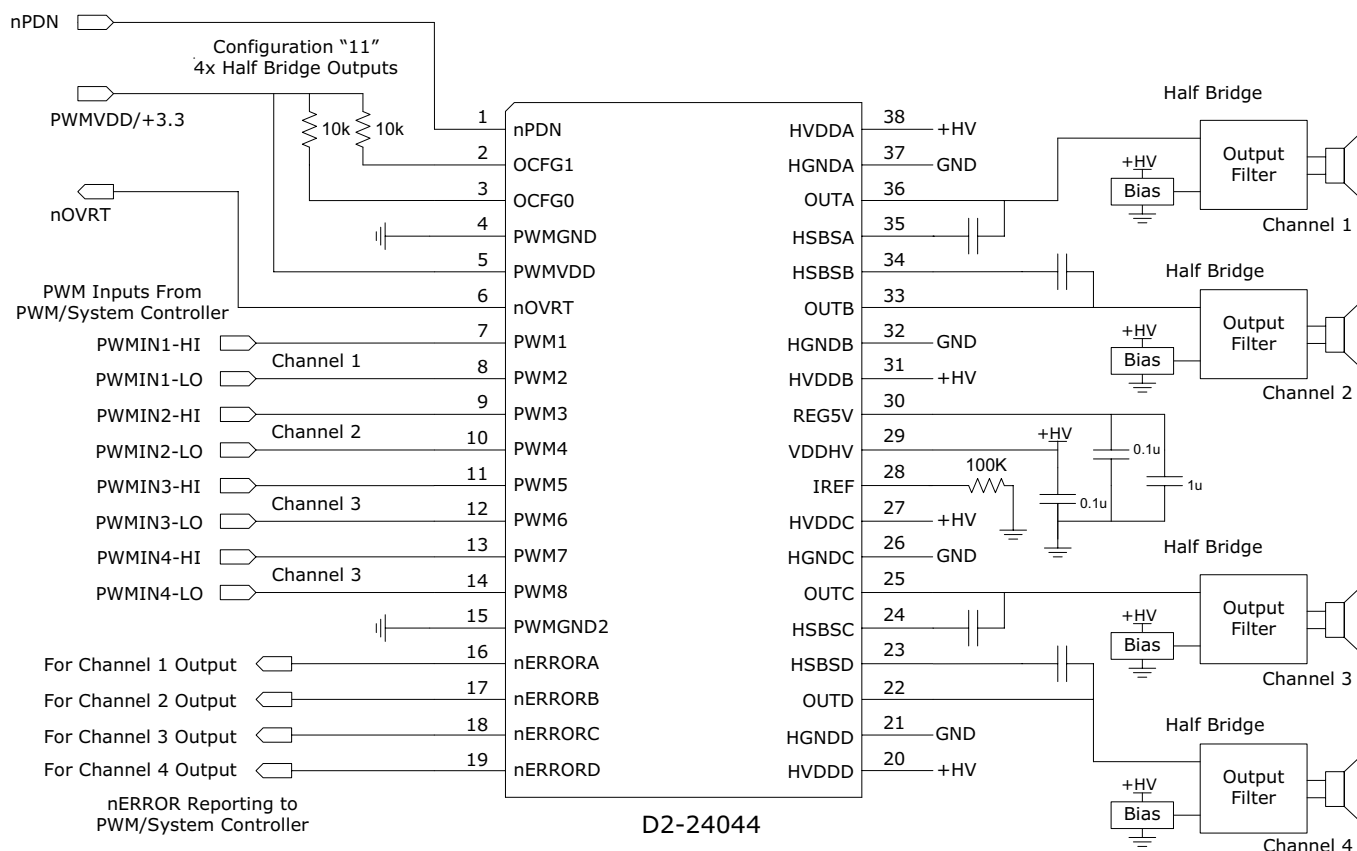 nPDN
Configuration “11”
4x Half Bridge Outputs
PWMVDD/+3.3
10k
10k
nOVRT
PWM Inputs From
PWM/System Controller
PWMIN1-HI
Channel 1
PWMIN1-LO
PWMIN2-HI
Channel 2
PWMIN2-LO
PWMIN3-HI
Channel 3
PWMIN3-LO
PWMIN4-HI
Channel 3
PWMIN4-LO
For Channel 1 Output
For Channel 2 Output
For Channel 3 Output
For Channel 4 Output
nERROR Reporting to
PWM/System Controller
1 nPDN
2 OCFG1
3 OCFG0
4 PWMGND
5 PWMVDD
6 nOVRT
7 PWM1
8 PWM2
9 PWM3
10 PWM4
11 PWM5
12 PWM6
13 PWM7
14 PWM8
15 PWMGND2
16 nERRORA
17 nERRORB
18 nERRORC
19 nERRORD
HVDDA 38 +HV
HGNDA 37 GND
OUTA 36
HSBSA 35
HSBSB 34
OUTB 33
HGNDB 32 GND
HVDDB 31 +HV
REG5V 30
VDDHV 29
IREF 28
HVDDC 27 +HV
HGNDC 26 GND
OUTC 25
HSBSC 24
HSBSD 23
OUTD 22
HGNDD 21 GND
HVDDD 20 +HV
D2-24044
100K
+HV
0.1u
0.1u
1u
Half Bridge
+HV
Bias
Output
Filter
Channel 1
Half Bridge
+HV
Bias
Output
Filter
Channel 2
Half Bridge
+HV
Bias
Output
Filter
Channel 3
Half Bridge
+HV
Bias
Output
Filter
Channel 4